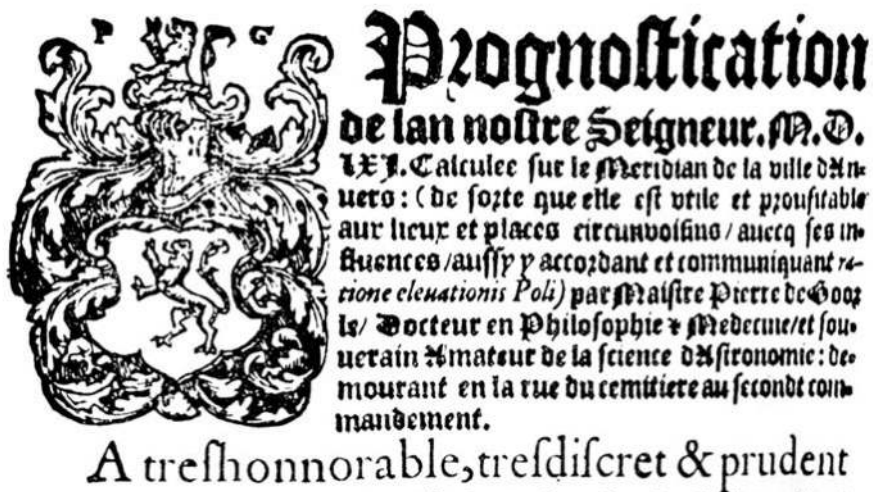 P G
Prognoſtication
de lan noſtre Seigneur. M. D.
LXI. Calculee ſur le Meridian de la ville dAn-
uers: (de ſorte que elle eſt vtile et prouſitable
aux lieux et places circunvoiſins / auecq ſes in-
fluences / auſſy y accordant et communiquant ra-
tione eleuationis Poli) par Maiſtre Pierre de Goor
le/ Docteur en Philoſophie & Medecine/et ſou-
uerain Amateur de la ſcience dAſtronomie: de-
mourant en la rue du cemitiere au ſecondt com-
mandement.
A treſhonnorable, treſdiſcret & prudent